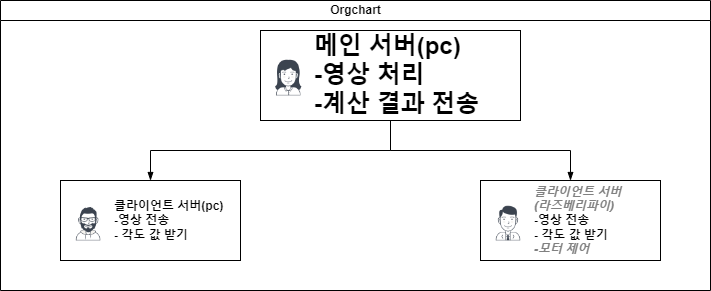 Orgchart
메인 서버(pc)
-영상 처리
-계산 결과 전송
클라이언트 서버(pc)
-영상 전송
- 각도 값 받기
클라이언트 서버
(라즈베리파이)
-영상 전송
- 각도 값 받기
-모터 제어